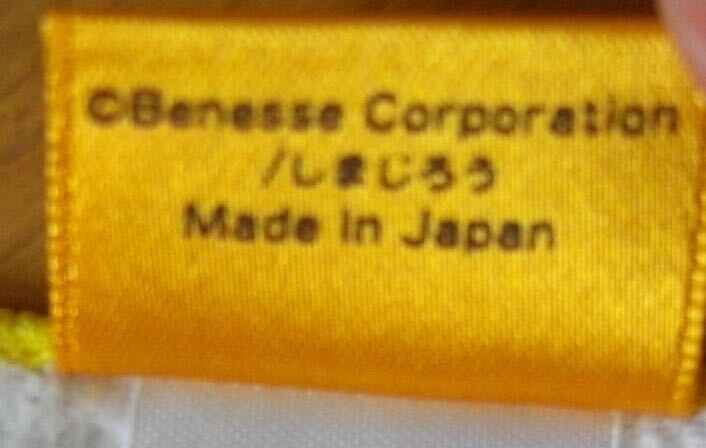 ©Benesse Corporation
/しまじろう
Made In Japan